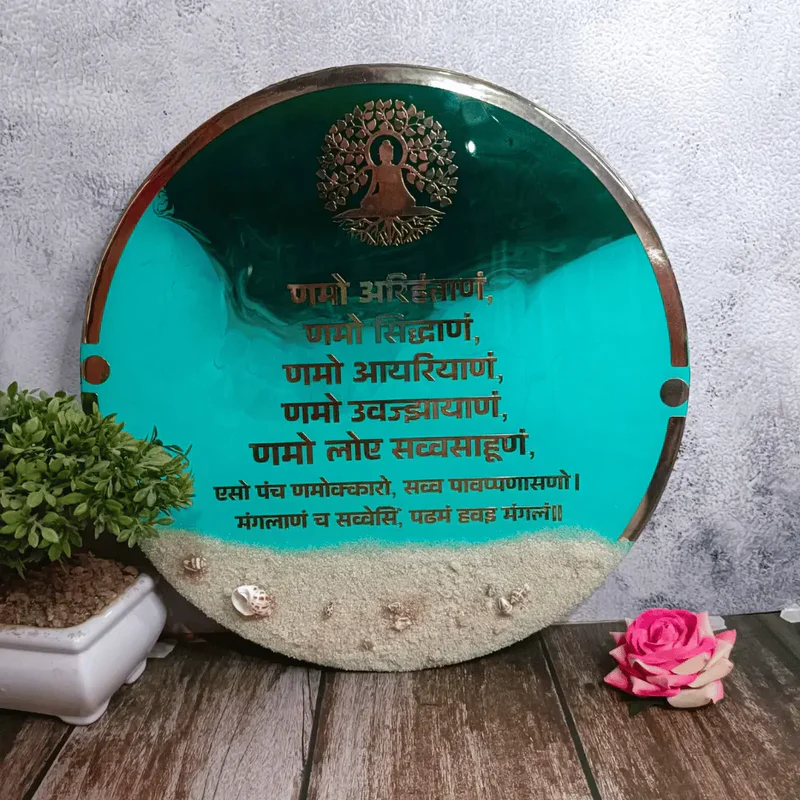 णमो अरिहंताणं,
णमो सिद्धाणं,
णमो आयरियाणं,
णमो उवज्झायाणं,
णमो लोए सव्वसाहूणं,
एसो पंच णमोक्कारो, सव्व पावप्पणासणो।
मंगलाणं च सव्वेसिं, पढमं हवइ मंगलं॥